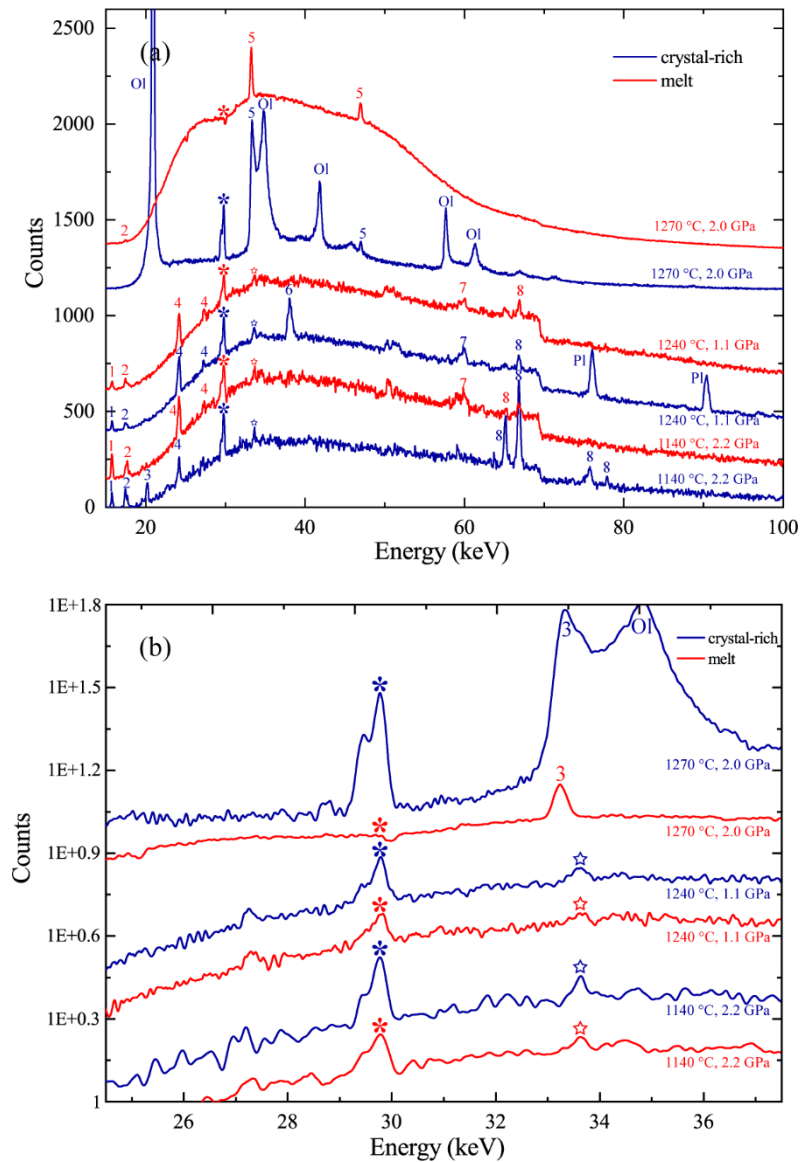 (a)
2500
2000
1500
1000
500
0
Counts
20 40 60 80 100
Energy (keV)
crystal-rich
melt
Ol
5
*
5
Ol
5
2
1270 °C, 2.0 GPa
*
5
Ol
Ol
Ol
1270 °C, 2.0 GPa
1 2 4 4 * ☆ 7 8
1240 °C, 1.1 GPa
2 4 4 * ☆ 6 7 8 Pl Pl
1240 °C, 1.1 GPa
1 2 4 4 * ☆ 7 8 8
1140 °C, 2.2 GPa
1 2 3 4 * ☆ 8 8 8 8
1140 °C, 2.2 GPa
(b)
1E+1.8
1E+1.5
1E+1.2
1E+0.9
1E+0.6
1E+0.3
1
Counts
26 28 30 32 34 36
Energy (keV)
crystal-rich
melt
* 3 Ol
1270 °C, 2.0 GPa
* 3
1270 °C, 2.0 GPa
* ☆
1240 °C, 1.1 GPa
* ☆
1240 °C, 1.1 GPa
* ☆
1140 °C, 2.2 GPa
* ☆
1140 °C, 2.2 GPa